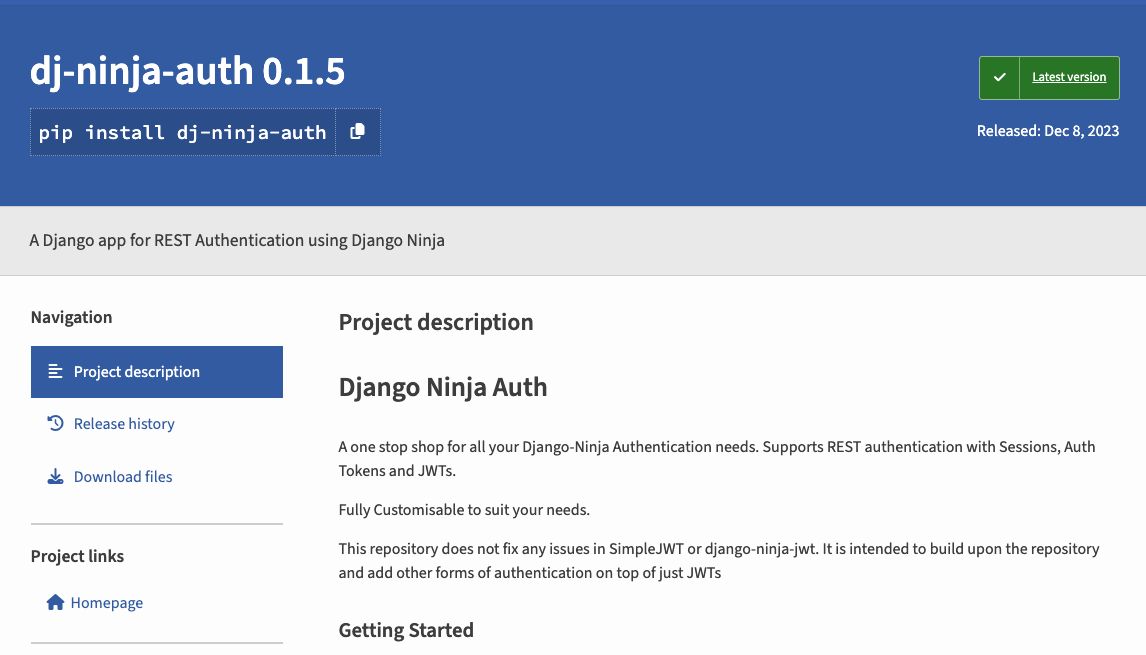 dj-ninja-auth 0.1.5
pip install dj-ninja-auth
Latest version
Released: Dec 8, 2023
A Django app for REST Authentication using Django Ninja
Navigation
Project description
Release history
Download files
Project links
Homepage
Project description
Django Ninja Auth
A one stop shop for all your Django-Ninja Authentication needs. Supports REST authentication with Sessions, Auth
Tokens and JWTs.
Fully Customisable to suit your needs.
This repository does not fix any issues in SimpleJWT or django-ninja-jwt. It is intended to build upon the repository
and add other forms of authentication on top of just JWTs
Getting Started